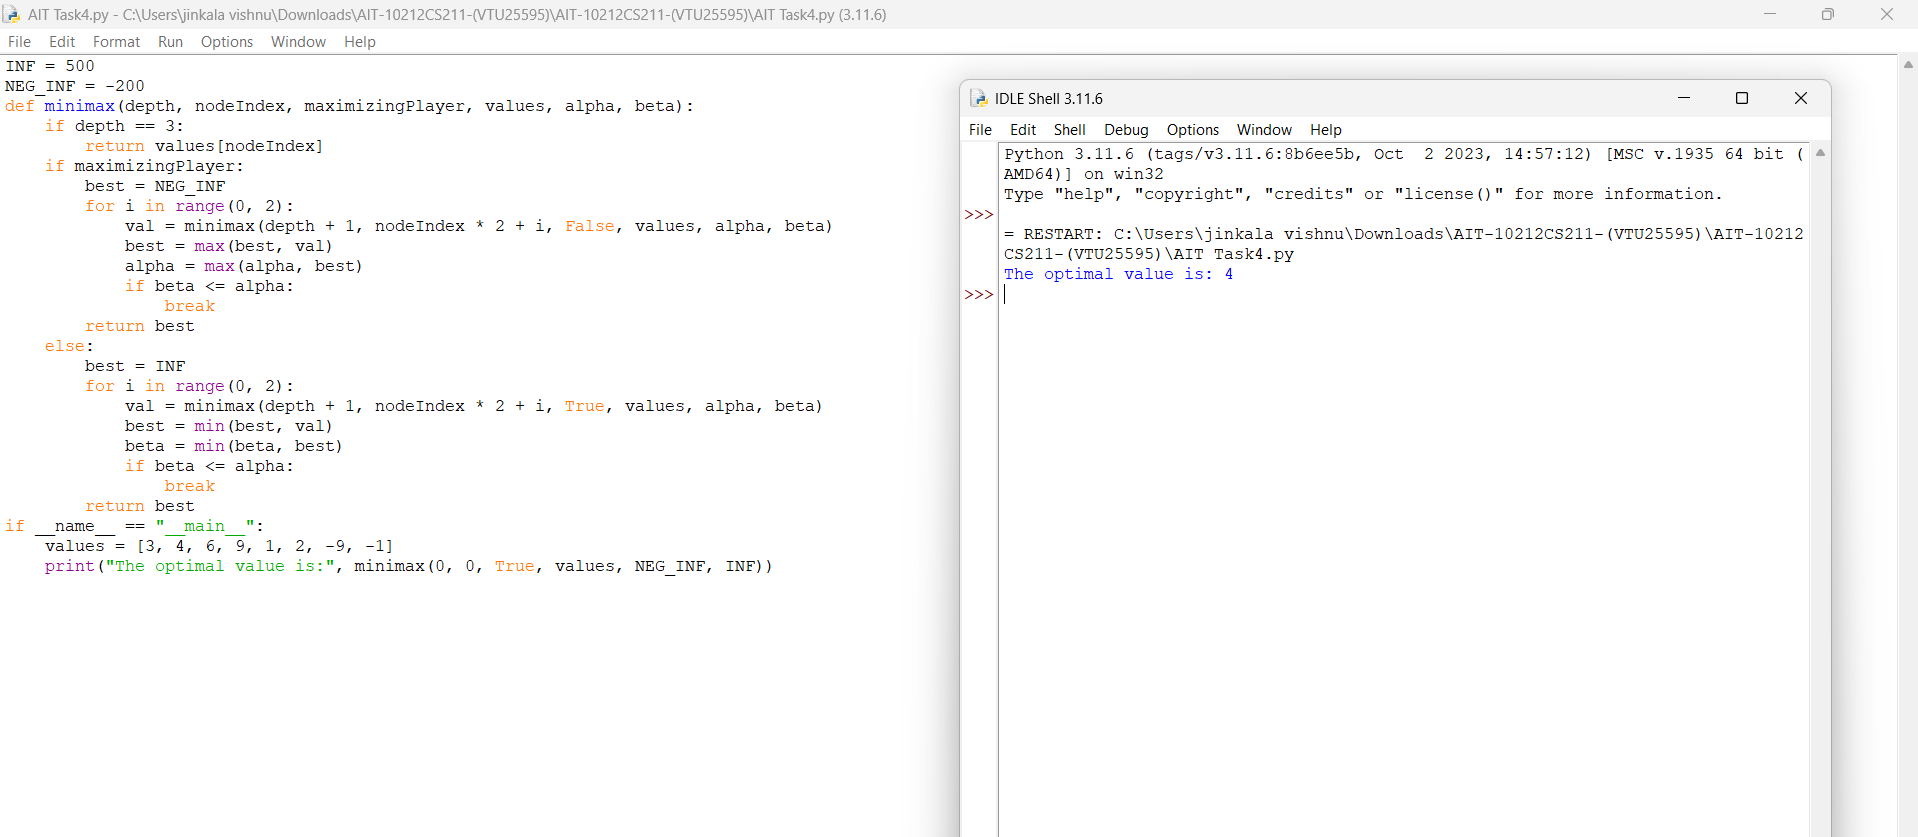 AIT Task4.py - C:\Users\jinkala vishnu\Downloads\AIT-10212CS211-(VTU25595)\AIT-10212CS211-(VTU25595)\AIT Task4.py (3.11.6)
File Edit Format Run Options Window Help
INF = 500
NEG_INF = -200
def minimax(depth, nodeIndex, maximizingPlayer, values, alpha, beta):
    if depth == 3:
        return values[nodeIndex]
    if maximizingPlayer:
        best = NEG_INF
        for i in range(0, 2):
            val = minimax(depth + 1, nodeIndex * 2 + i, False, values, alpha, beta)
            best = max(best, val)
            alpha = max(alpha, best)
            if beta <= alpha:
                break
        return best
    else:
        best = INF
        for i in range(0, 2):
            val = minimax(depth + 1, nodeIndex * 2 + i, True, values, alpha, beta)
            best = min(best, val)
            beta = min(beta, best)
            if beta <= alpha:
                break
        return best
if __name__ == "__main__":
    values = [3, 4, 6, 9, 1, 2, -9, -1]
    print("The optimal value is:", minimax(0, 0, True, values, NEG_INF, INF))
IDLE Shell 3.11.6
File Edit Shell Debug Options Window Help
Python 3.11.6 (tags/v3.11.6:8b6ee5b, Oct  2 2023, 14:57:12) [MSC v.1935 64 bit (
AMD64)] on win32
Type "help", "copyright", "credits" or "license()" for more information.
>>>
= RESTART: C:\Users\jinkala vishnu\Downloads\AIT-10212CS211-(VTU25595)\AIT-10212
CS211-(VTU25595)\AIT Task4.py
The optimal value is: 4
>>>